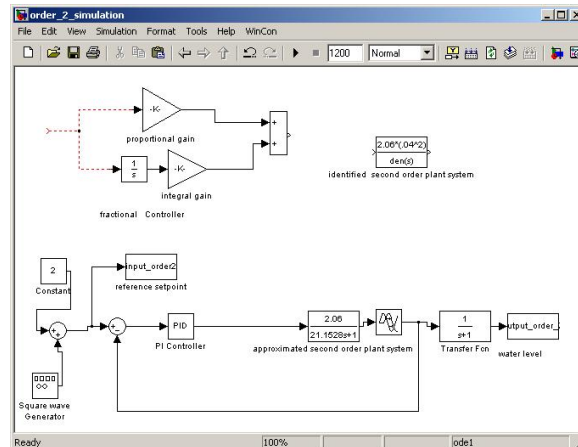 order_2_simulation
File Edit View Simulation Format Tools Help WinCon
1200 Normal
-K-
proportional gain
+
+
1
s
-K-
integral gain
fractional Controller
2.06*(.04^2)
den(s)
identified second order plant system
2
Constant
input_order2
reference setpoint
PID
PI Controller
2.06
21.1528s+1
approximated second order plant system
1
s+1
Transfer Fcn
utput_order_
water level
Square wave
Generator
Ready 100% ode1